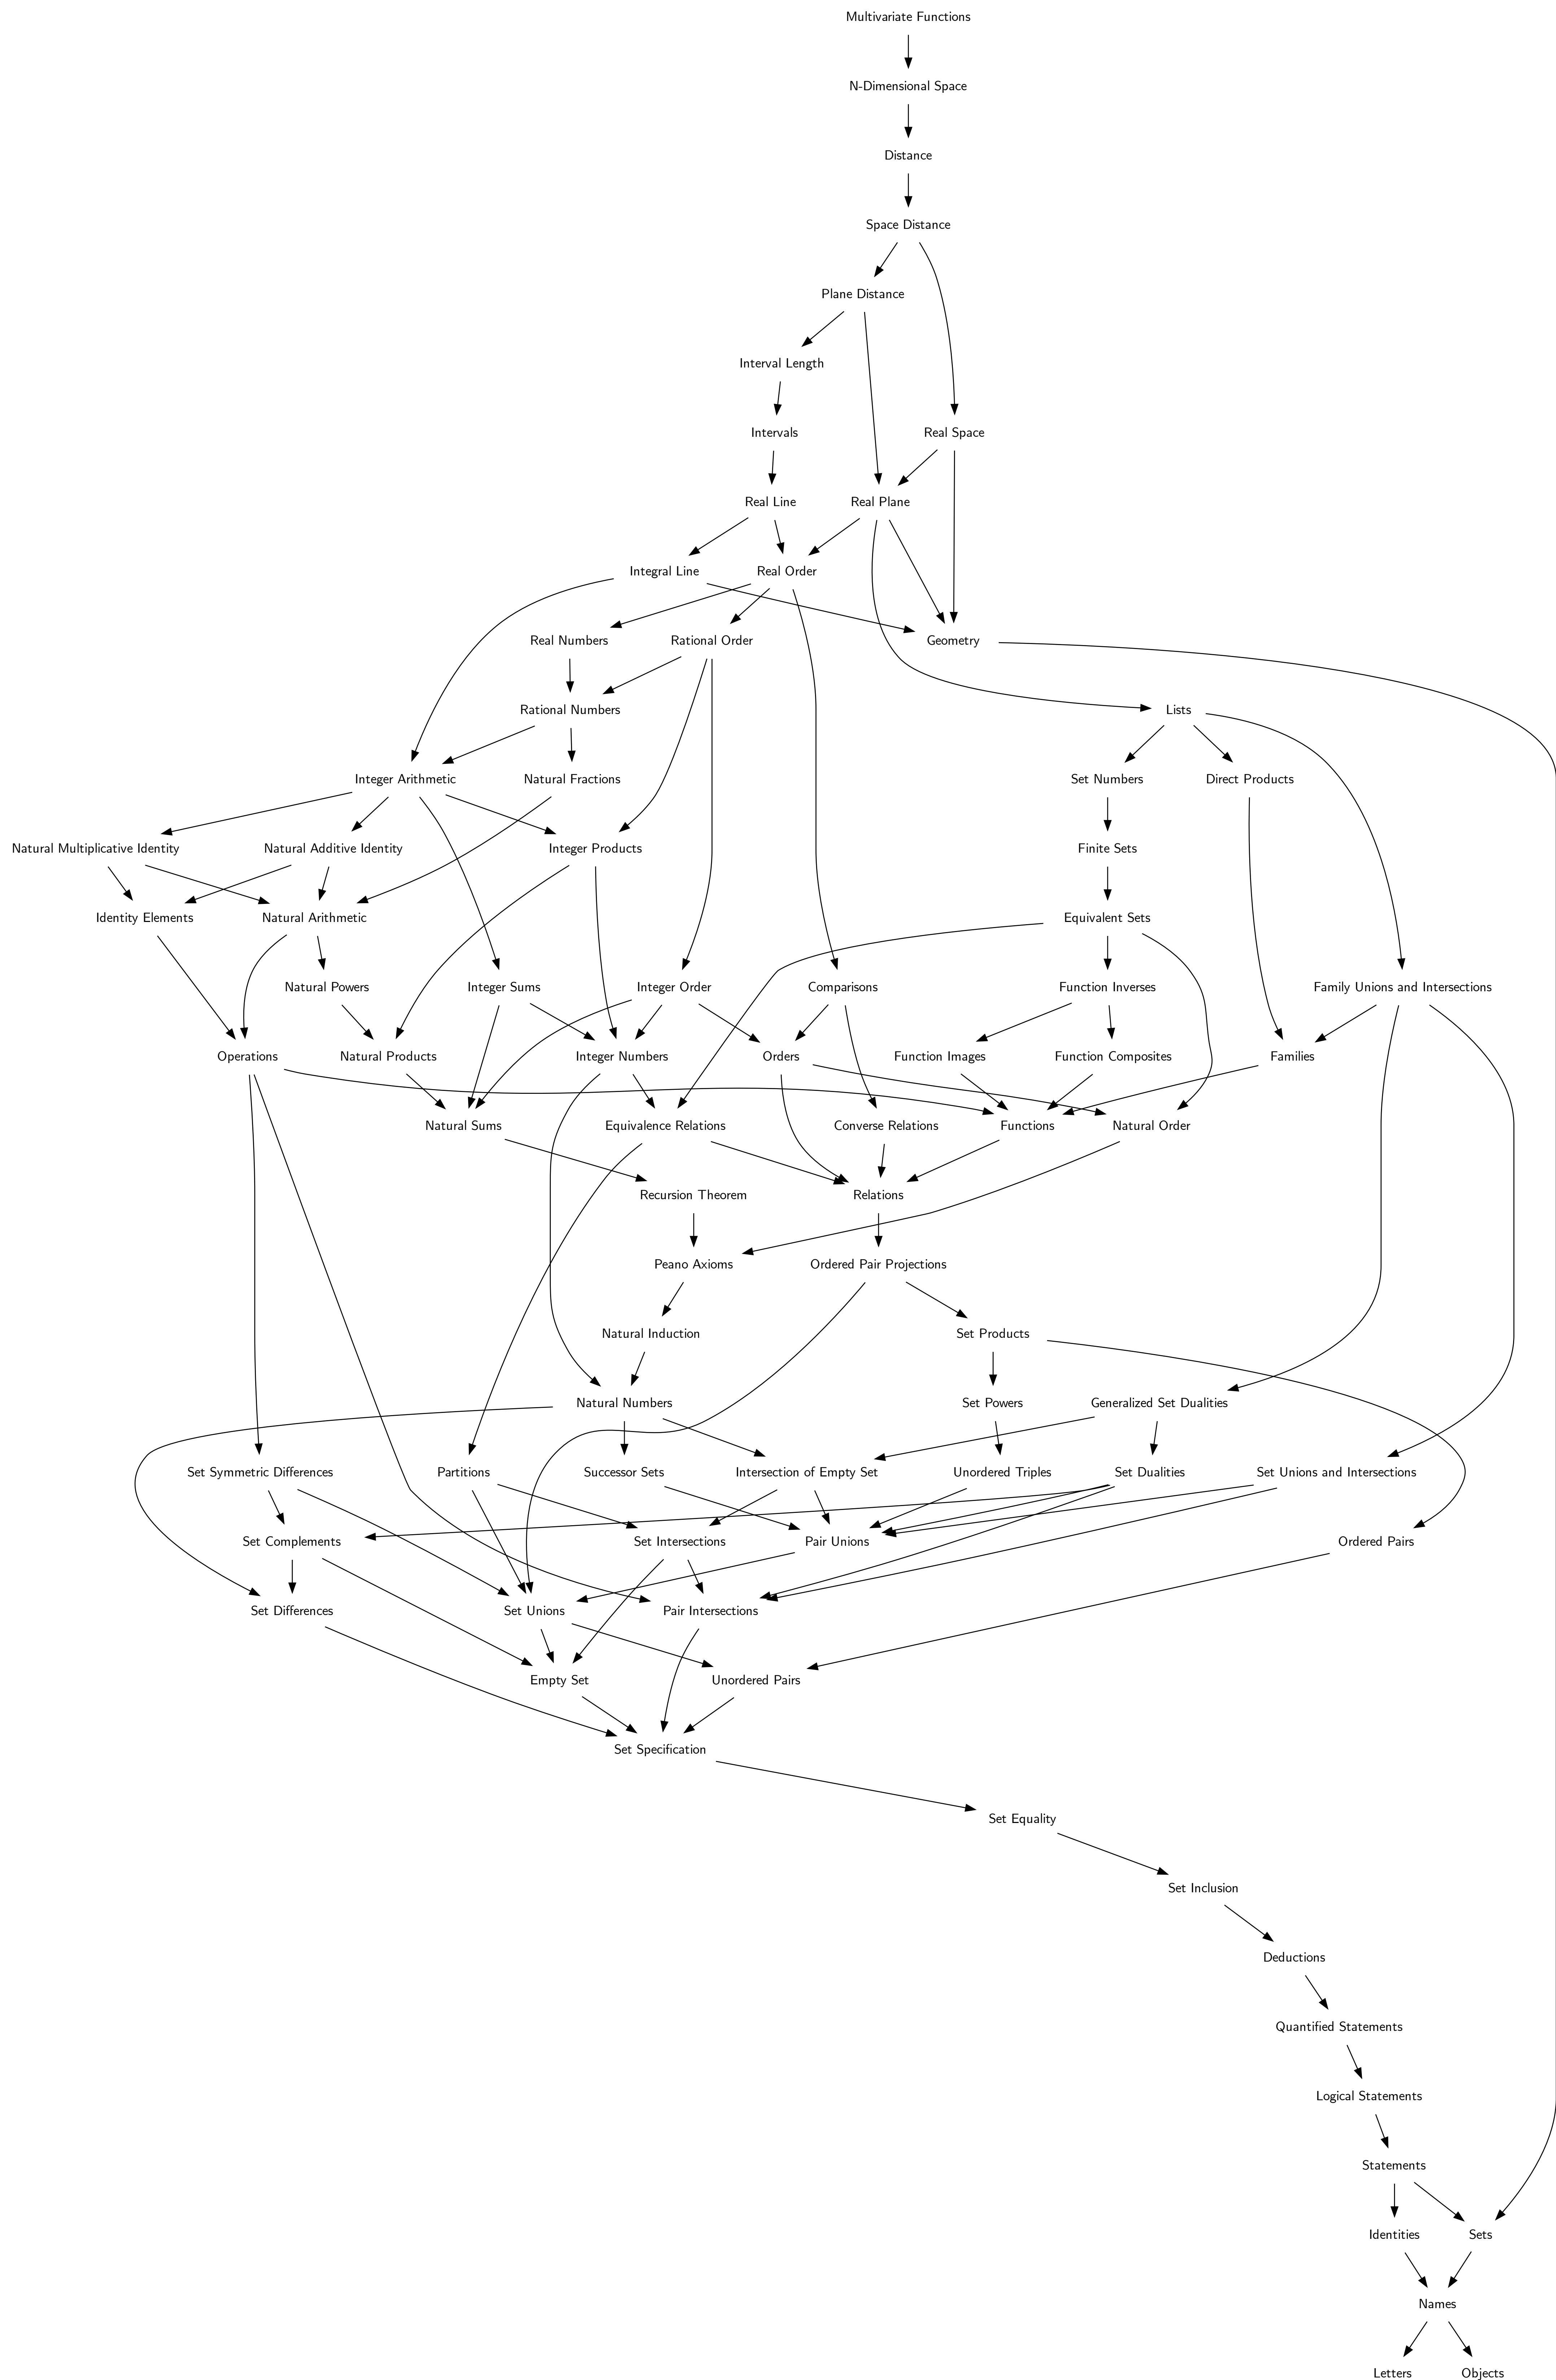 Multivariate Functions
N-Dimensional Space
Distance
Space Distance
Plane Distance
Interval Length
Intervals
Real Space
Real Line
Real Plane
Integral Line
Real Order
Real Numbers
Rational Order
Geometry
Rational Numbers
Lists
Integer Arithmetic
Natural Fractions
Set Numbers
Direct Products
Natural Multiplicative Identity
Natural Additive Identity
Integer Products
Finite Sets
Identity Elements
Natural Arithmetic
Equivalent Sets
Natural Powers
Integer Sums
Integer Order
Comparisons
Function Inverses
Family Unions and Intersections
Operations
Natural Products
Integer Numbers
Orders
Function Images
Function Composites
Families
Natural Sums
Equivalence Relations
Converse Relations
Functions
Natural Order
Recursion Theorem
Relations
Peano Axioms
Ordered Pair Projections
Natural Induction
Set Products
Natural Numbers
Set Powers
Generalized Set Dualities
Set Symmetric Differences
Partitions
Successor Sets
Intersection of Empty Set
Unordered Triples
Set Dualities
Set Unions and Intersections
Set Complements
Set Intersections
Pair Unions
Ordered Pairs
Set Differences
Set Unions
Pair Intersections
Empty Set
Unordered Pairs
Set Specification
Set Equality
Set Inclusion
Deductions
Quantified Statements
Logical Statements
Statements
Identities
Sets
Names
Letters
Objects